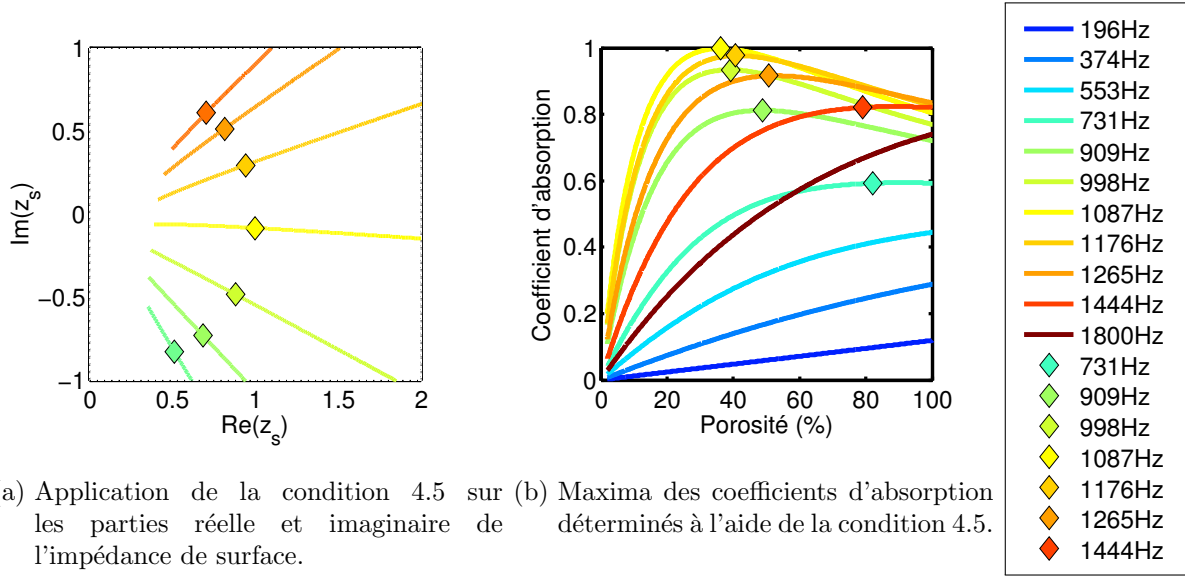 1
0.5
0
−0.5
−1
0 0.5 1 1.5 2
Im(z_s)
Re(z_s)
1
0.8
0.6
0.4
0.2
0
0 20 40 60 80 100
Coefficient d'absorption
Porosité (%)
196Hz
374Hz
553Hz
731Hz
909Hz
998Hz
1087Hz
1176Hz
1265Hz
1444Hz
1800Hz
731Hz
909Hz
998Hz
1087Hz
1176Hz
1265Hz
1444Hz
a) Application de la condition 4.5 sur
les parties réelle et imaginaire de
l'impédance de surface.
(b) Maxima des coefficients d'absorption
déterminés à l'aide de la condition 4.5.